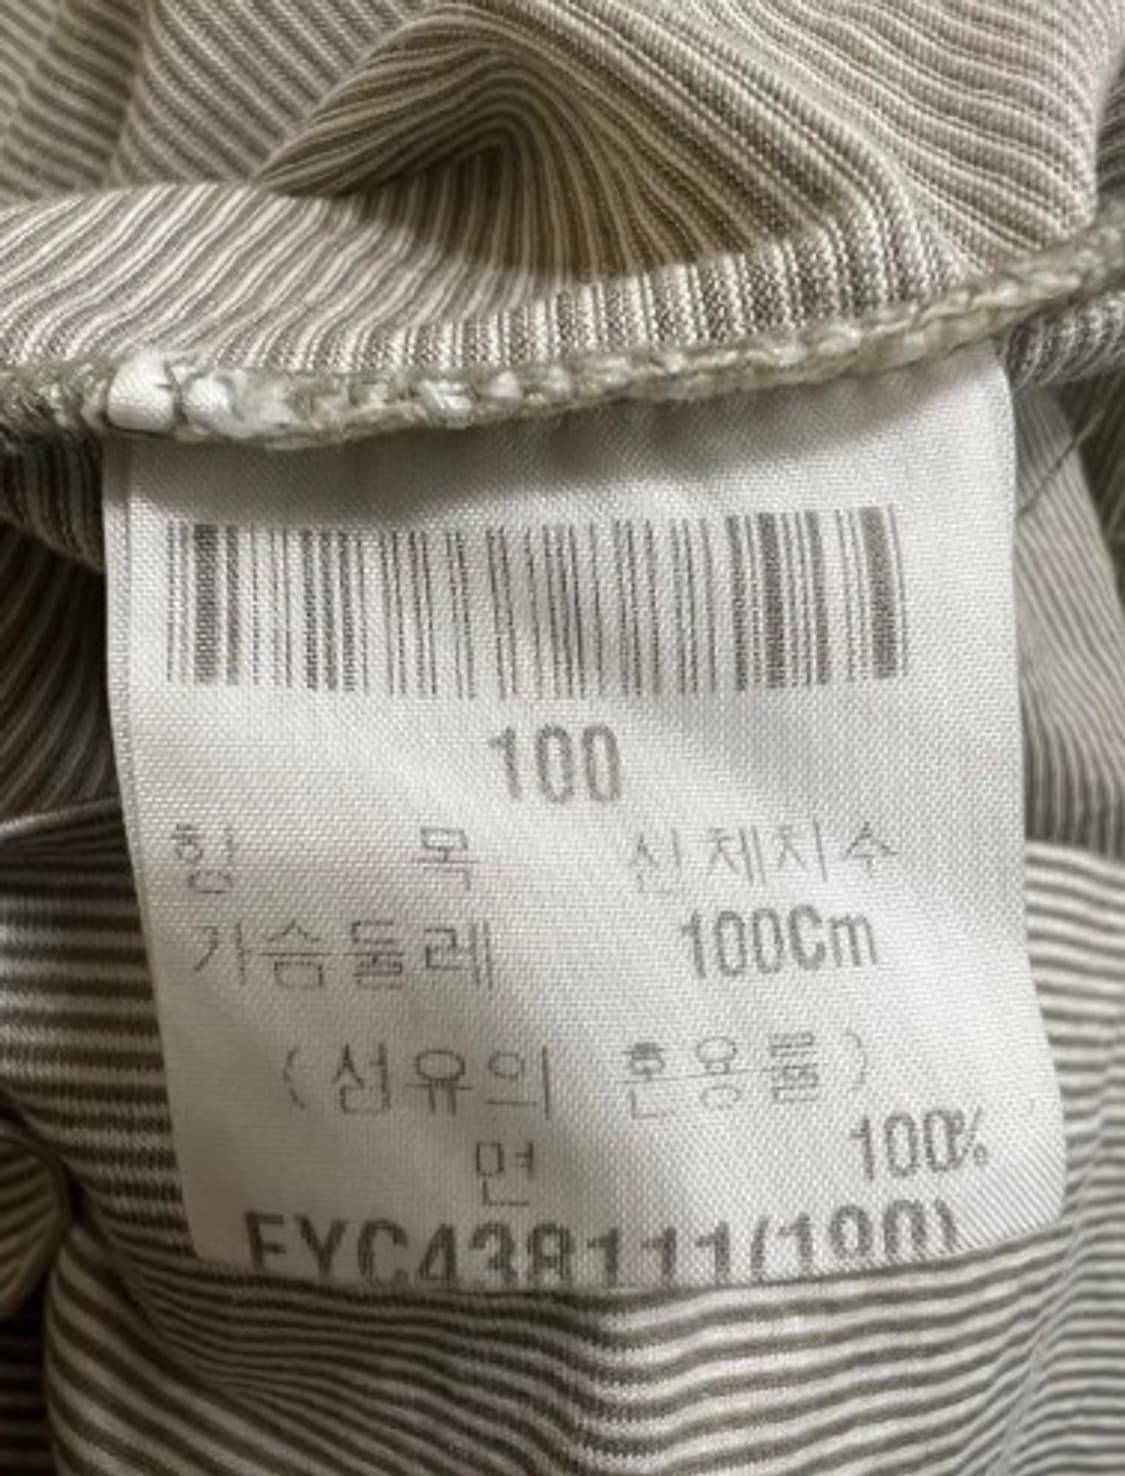 100
항 목 신체치수
가슴둘레 100Cm
(섬유의 혼용률)
면 100%